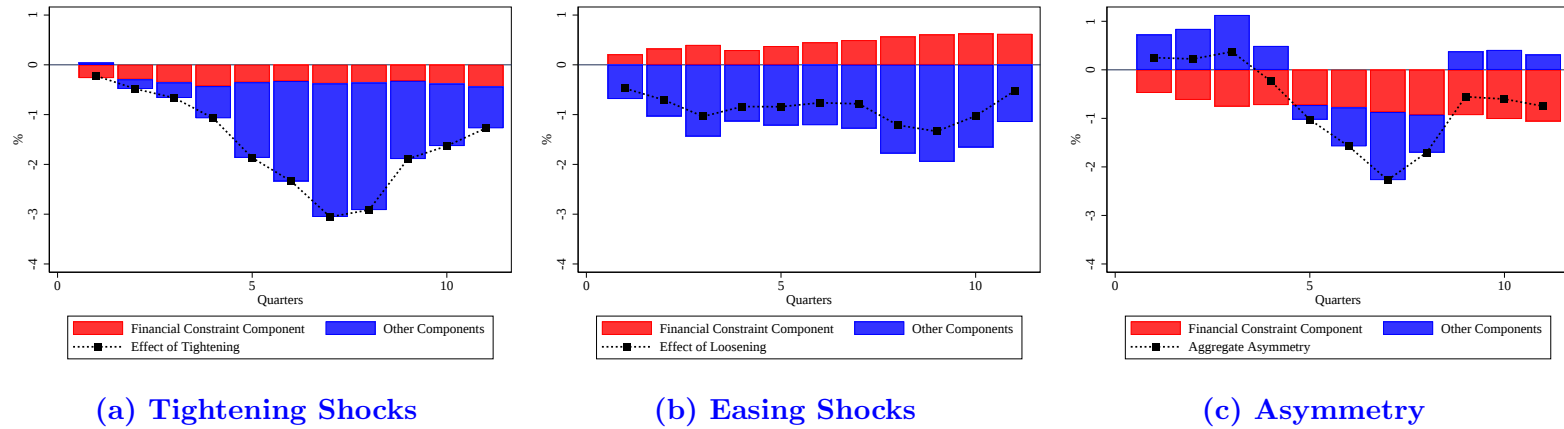 1
0
-1
-2
-3
-4
%
0
5
10
Quarters
Financial Constraint Component
Other Components
Effect of Tightening
(a) Tightening Shocks
1
0
-1
-2
-3
-4
%
0
5
10
Quarters
Financial Constraint Component
Other Components
Effect of Loosening
(b) Easing Shocks
1
0
-1
-2
-3
-4
%
0
5
10
Quarters
Financial Constraint Component
Other Components
Aggregate Asymmetry
(c) Asymmetry